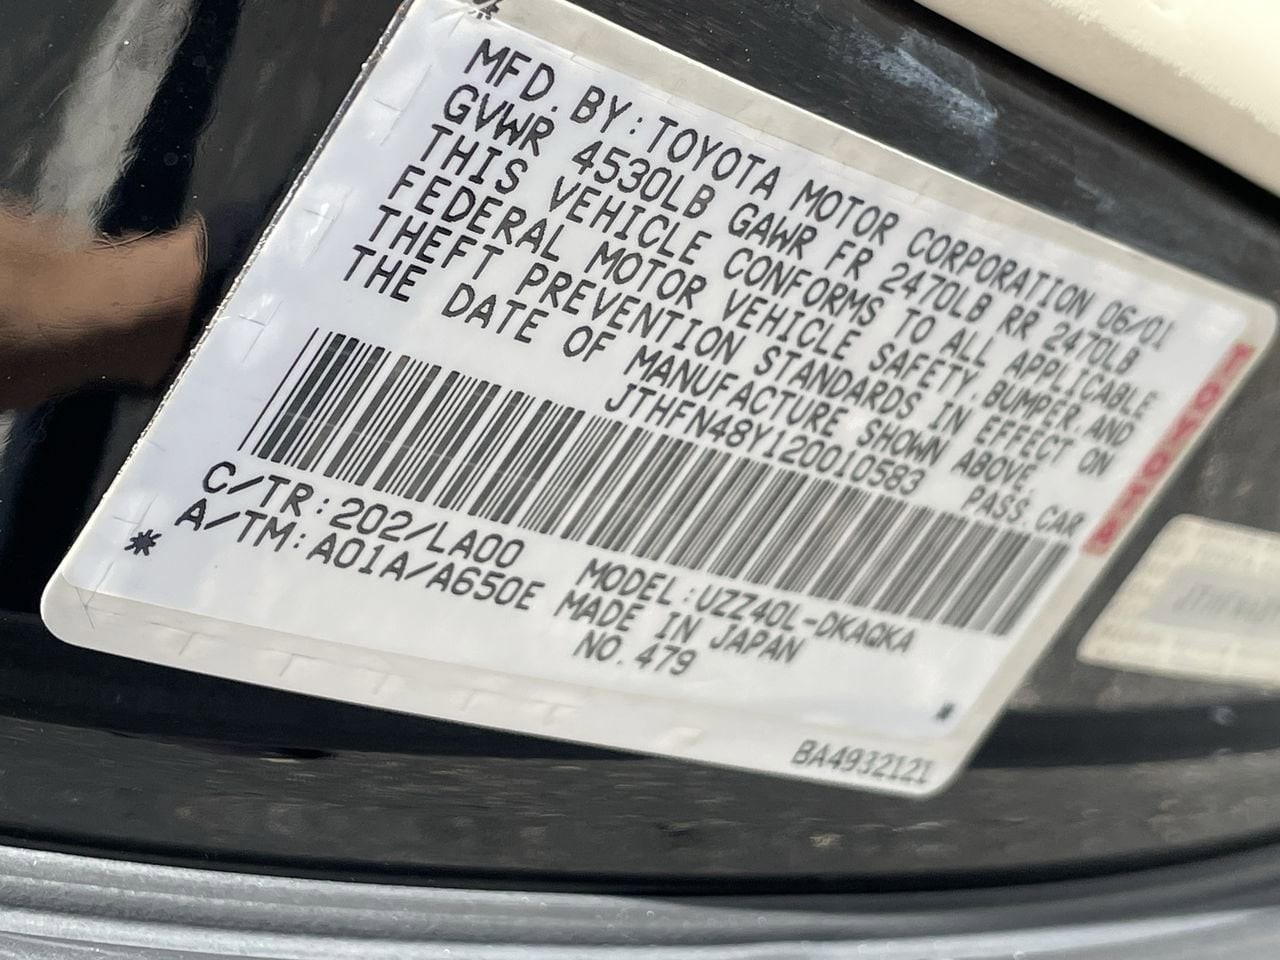 MFD. BY:TOYOTA MOTOR CORPORATION 06/01
GVWR 4530LB GAWR FR 2470LB RR 2470LB
THIS VEHICLE CONFORMS TO ALL APPLICABLE
FEDERAL MOTOR VEHICLE SAFETY,BUMPER,AND
THEFT PREVENTION STANDARDS IN EFFECT ON
THE DATE OF MANUFACTURE SHOWN ABOVE.
JTHFN48Y120010583 PASS.CAR
C/TR:202/LA00 MODEL:UZZ40L-DKAQKA
A/TM:A01A/A650E MADE IN JAPAN
NO.479
BA4932121
TOYOTA